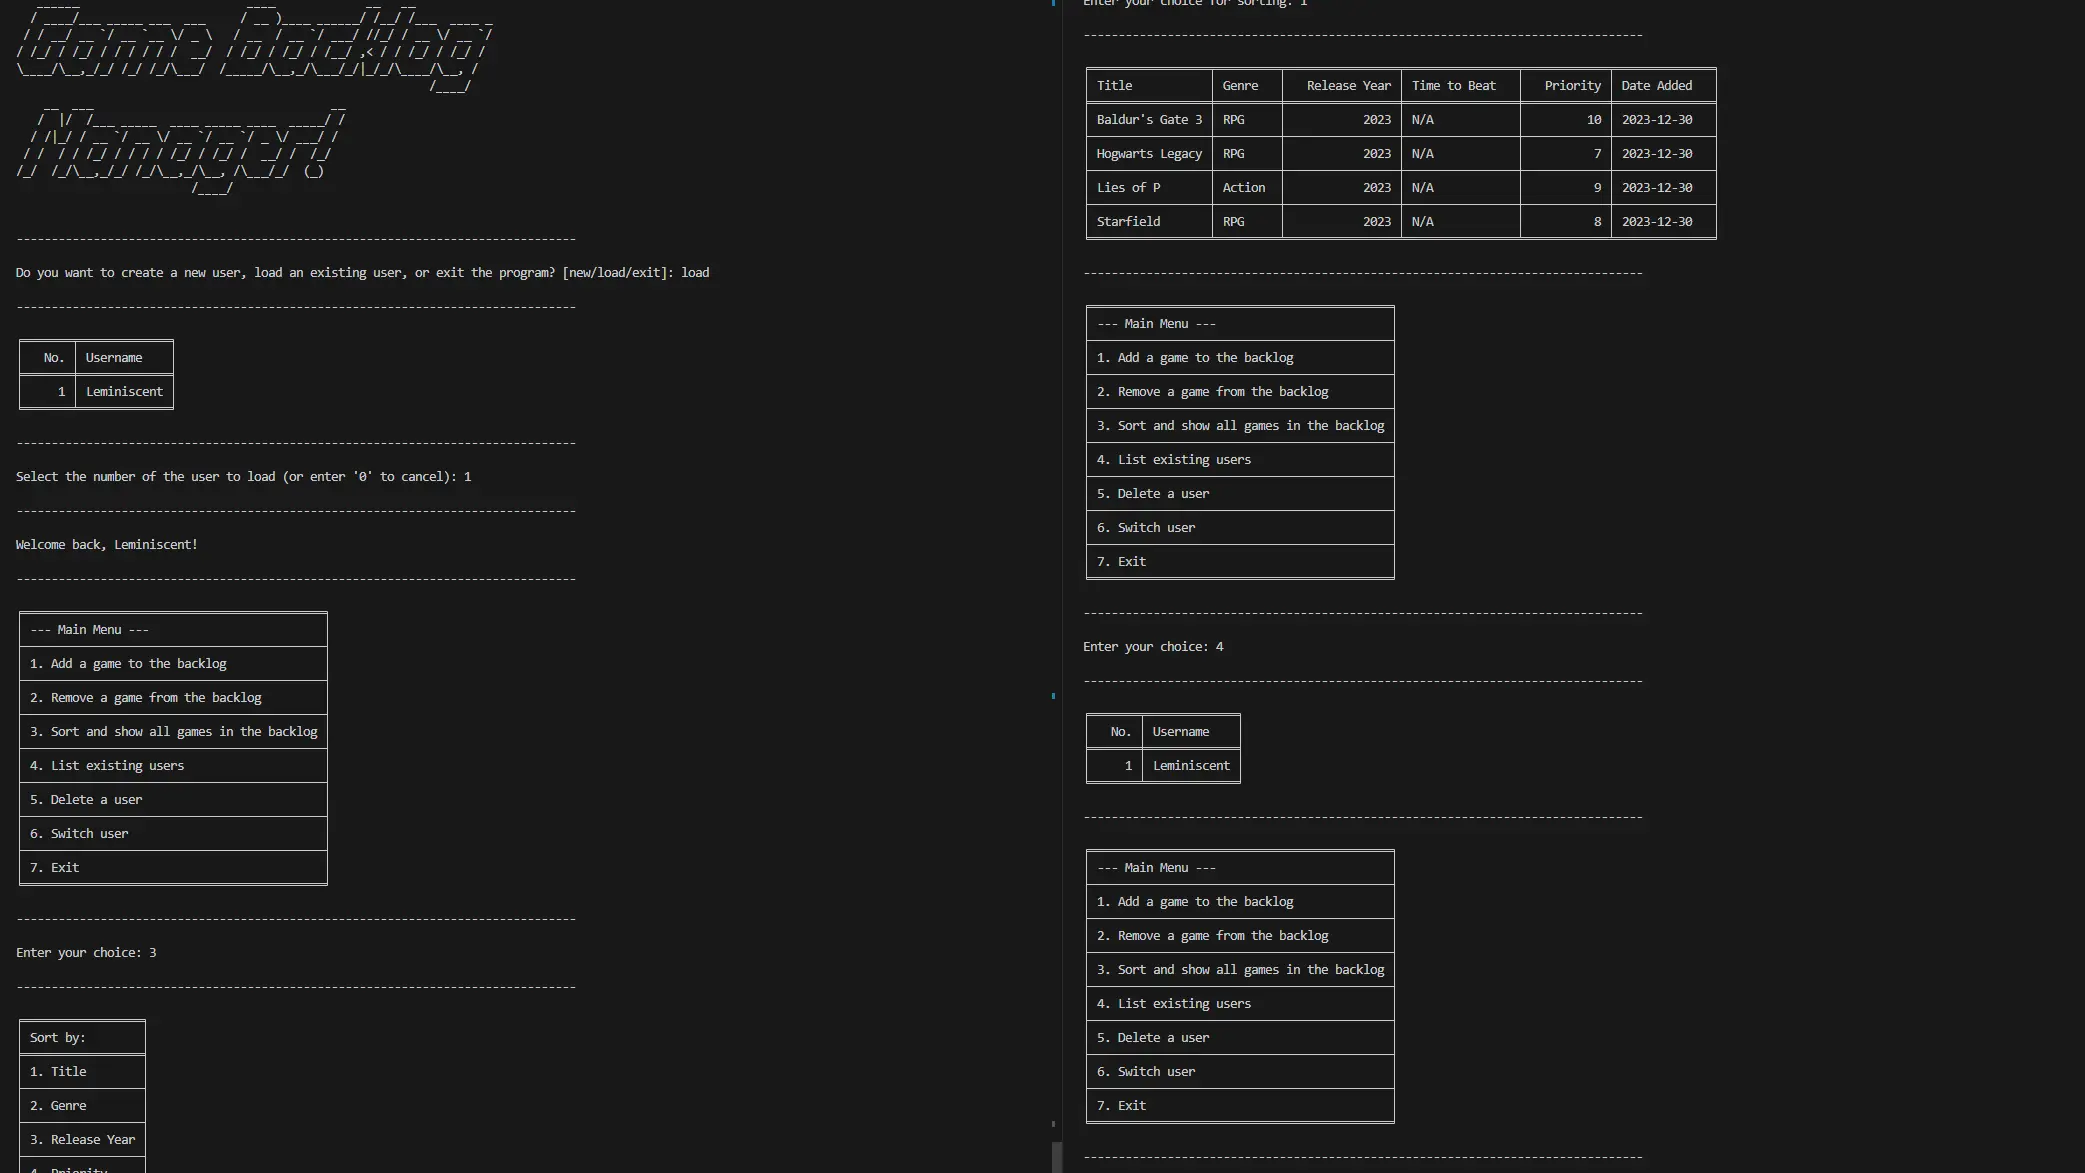 Game Backlog
Manager!
--------------------------------------------------------------------------------
Do you want to create a new user, load an existing user, or exit the program? [new/load/exit]: load
--------------------------------------------------------------------------------
No. Username
1 Leminiscent
--------------------------------------------------------------------------------
Select the number of the user to load (or enter '0' to cancel): 1
--------------------------------------------------------------------------------
Welcome back, Leminiscent!
--------------------------------------------------------------------------------
--- Main Menu ---
1. Add a game to the backlog
2. Remove a game from the backlog
3. Sort and show all games in the backlog
4. List existing users
5. Delete a user
6. Switch user
7. Exit
--------------------------------------------------------------------------------
Enter your choice: 3
--------------------------------------------------------------------------------
Sort by:
1. Title
2. Genre
3. Release Year
4. Priority
Enter your choice for sorting: 1
--------------------------------------------------------------------------------
Title Genre Release Year Time to Beat Priority Date Added
Baldur's Gate 3 RPG 2023 N/A 10 2023-12-30
Hogwarts Legacy RPG 2023 N/A 7 2023-12-30
Lies of P Action 2023 N/A 9 2023-12-30
Starfield RPG 2023 N/A 8 2023-12-30
--------------------------------------------------------------------------------
--- Main Menu ---
1. Add a game to the backlog
2. Remove a game from the backlog
3. Sort and show all games in the backlog
4. List existing users
5. Delete a user
6. Switch user
7. Exit
--------------------------------------------------------------------------------
Enter your choice: 4
--------------------------------------------------------------------------------
No. Username
1 Leminiscent
--------------------------------------------------------------------------------
--- Main Menu ---
1. Add a game to the backlog
2. Remove a game from the backlog
3. Sort and show all games in the backlog
4. List existing users
5. Delete a user
6. Switch user
7. Exit
--------------------------------------------------------------------------------